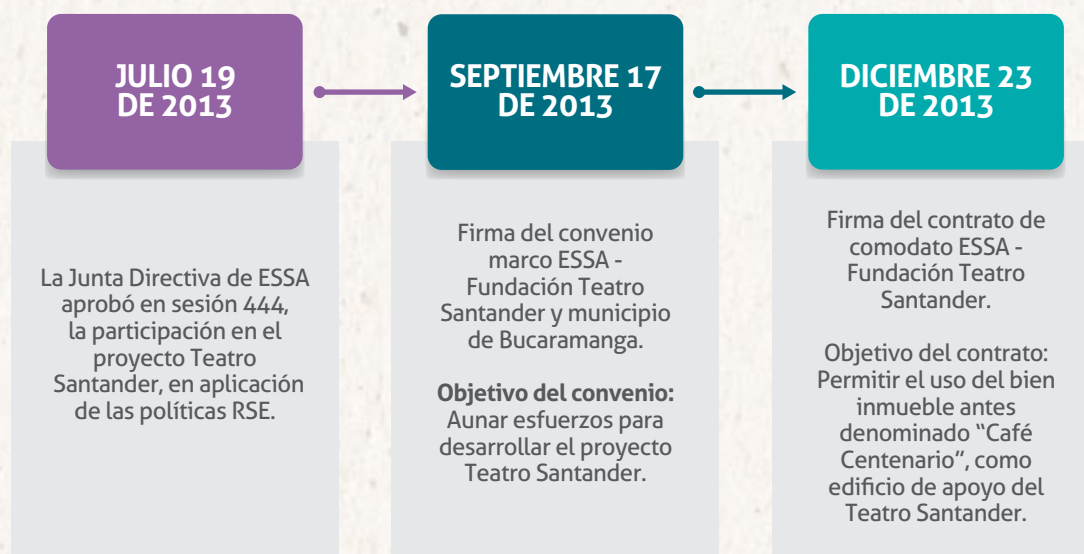 JULIO 19
DE 2013
La Junta Directiva de ESSA
aprobó en sesión 444,
la participación en el
proyecto Teatro
Santander, en aplicación
de las políticas RSE.
SEPTIEMBRE 17
DE 2013
Firma del convenio
marco ESSA -
Fundación Teatro
Santander y municipio
de Bucaramanga.
Objetivo del convenio:
Aunar esfuerzos para
desarrollar el proyecto
Teatro Santander.
DICIEMBRE 23
DE 2013
Firma del contrato de
comodato ESSA -
Fundación Teatro
Santander.
Objetivo del contrato:
Permitir el uso del bien
inmueble antes
denominado “Café
Centenario”, como
edificio de apoyo del
Teatro Santander.